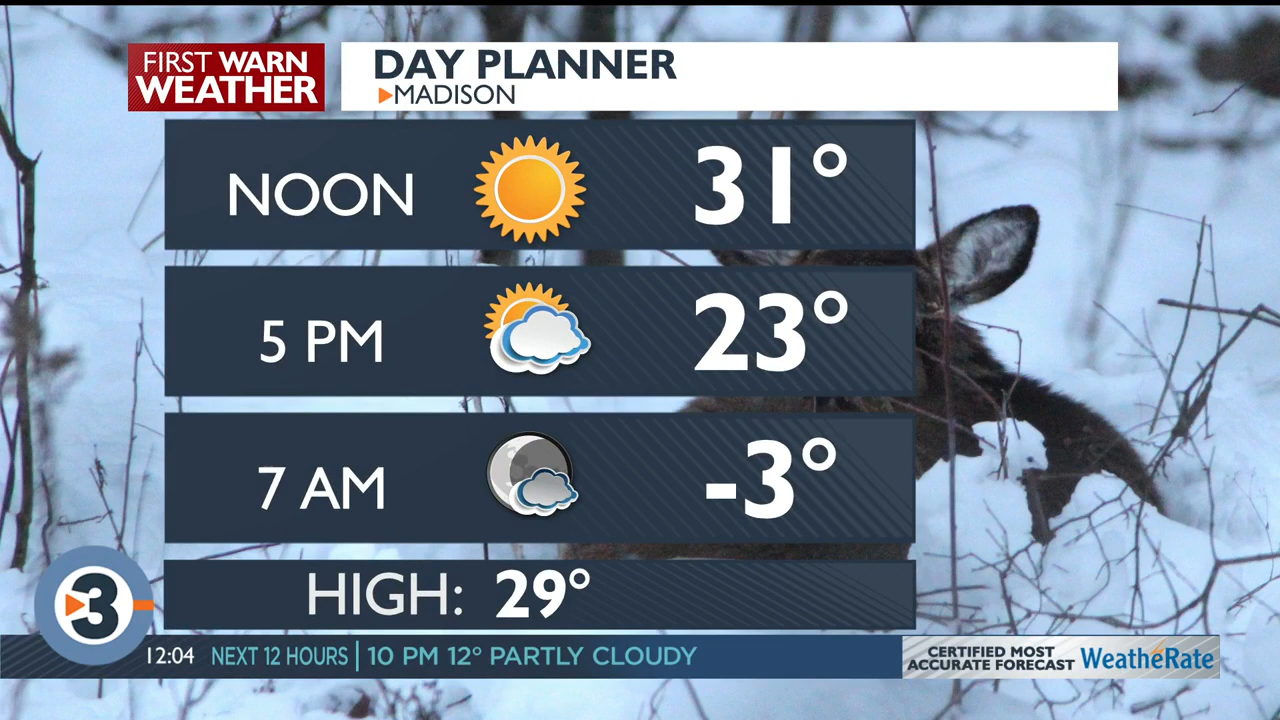 FIRST WARN
WEATHER
DAY PLANNER
MADISON
NOON 31°
5 PM 23°
7 AM -3°
HIGH: 29°
3
12:04 NEXT 12 HOURS | 10 PM 12° PARTLY CLOUDY
CERTIFIED MOST
ACCURATE FORECAST
WeatheRate